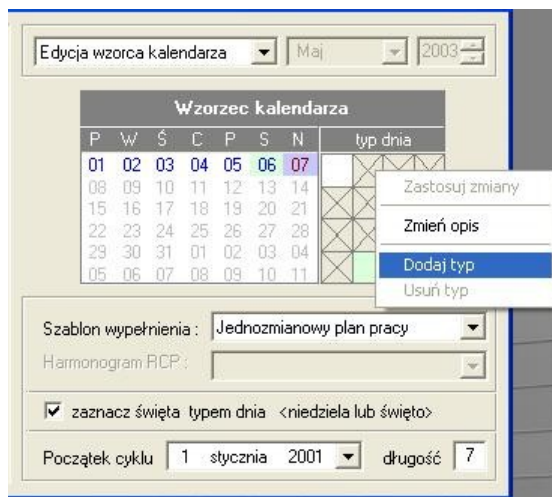 Edycja wzorca kalendarza Maj 2003
Wzorzec kalendarza
P W Ś C P S N typ dnia
01 02 03 04 05 06 07
08 09 10 11 12 13 14
15 16 17 18 19 20 21
22 23 24 25 26 27 28
29 30 31 01 02 03 04
05 06 07 08 09 10 11
Zastosuj zmiany
Zmień opis
Dodaj typ
Usuń typ
Szablon wypełnienia : Jednozmianowy plan pracy
Harmonogram RCP :
zaznacz święta typem dnia <niedziela lub święto>
Początek cyklu 1 stycznia 2001 długość 7